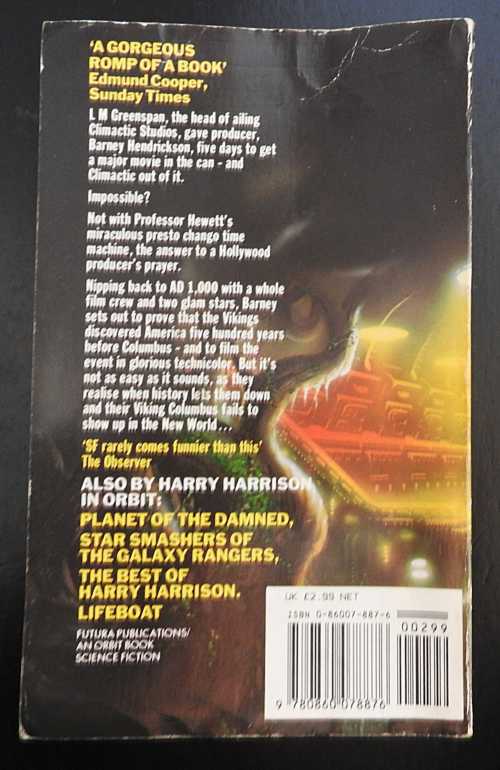 'A GORGEOUS
ROMP OF A BOOK'
Edmund Cooper,
Sunday Times
L M Greenspan, the head of ailing
Climactic Studios, gave producer,
Barney Hendrickson, five days to get
a major movie in the can - and
Climactic out of it.
Impossible?
Not with Professor Hewett's
miraculous presto chango time
machine, the answer to a Hollywood
producer's prayer.
Nipping back to AD 1,000 with a whole
film crew and two glam stars, Barney
sets out to prove that the Vikings
discovered America five hundred years
before Columbus - and to film the
event in glorious technicolor. But it's
not as easy as it sounds, as they
realise when history lets them down
and their Viking Columbus fails to
show up in the New World...
'SF rarely comes funnier than this'
The Observer
ALSO BY HARRY HARRISON
IN ORBIT:
PLANET OF THE DAMNED,
STAR SMASHERS OF
THE GALAXY RANGERS,
THE BEST OF
HARRY HARRISON.
LIFEBOAT
FUTURA PUBLICATIONS/
AN ORBIT BOOK
SCIENCE FICTION
UK £2.99 NET
ISBN 0-86007-887-6
00299
9 780860 078876